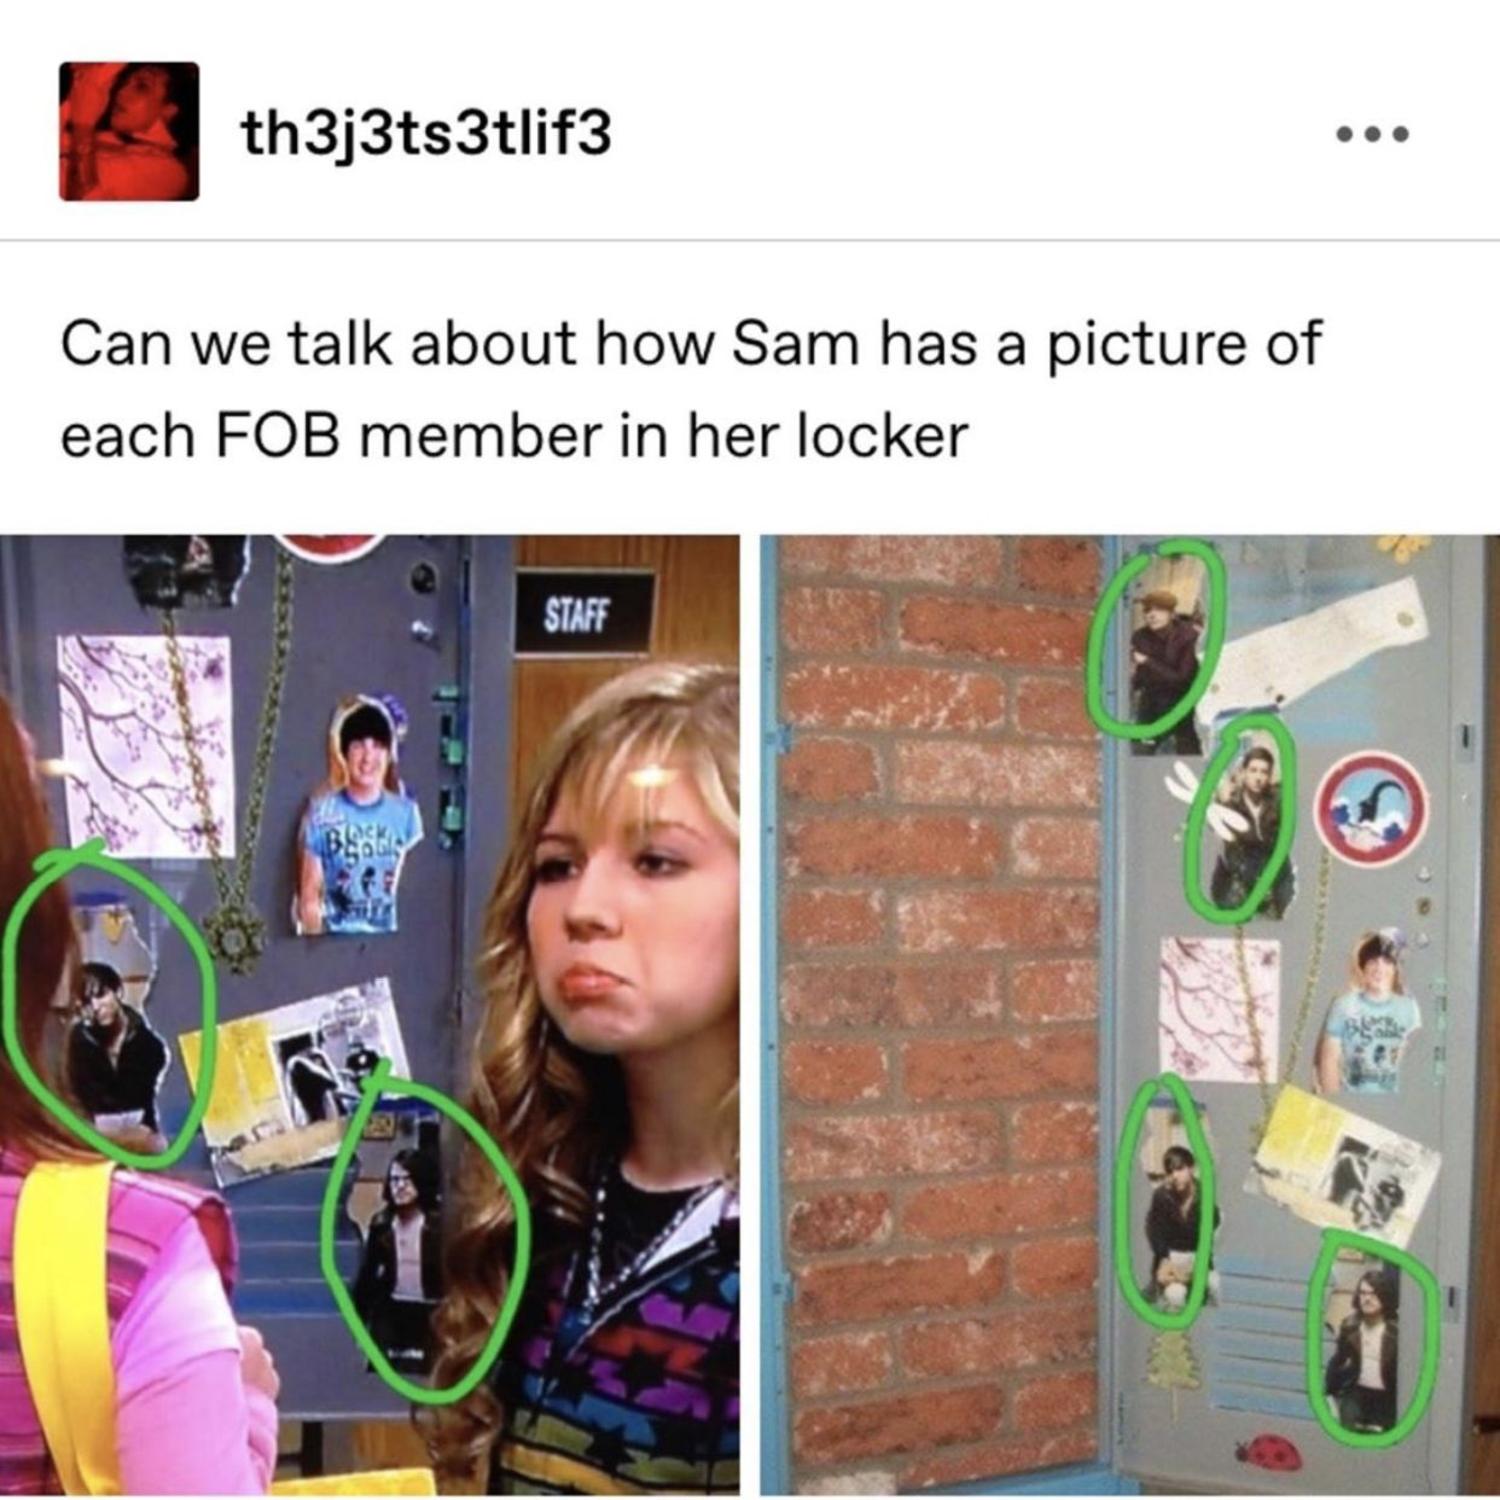 th3j3ts3tlif3
Can we talk about how Sam has a picture of
each FOB member in her locker
STAFF